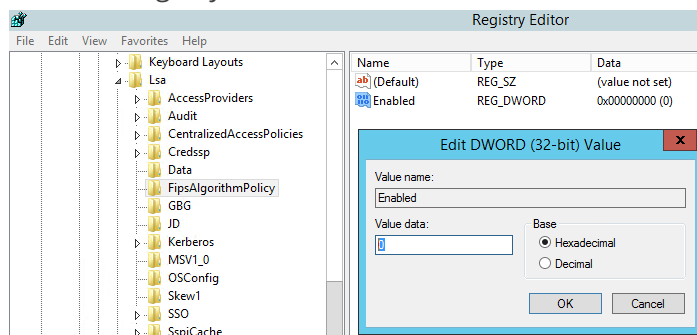 Registry Editor
File Edit View Favorites Help
Keyboard Layouts
Lsa
AccessProviders
Audit
CentralizedAccessPolicies
Credssp
Data
FipsAlgorithmPolicy
GBG
JD
Kerberos
MSV1_0
OSConfig
Skew1
SSO
SspiCache
Name Type Data
ab (Default) REG_SZ (value not set)
Enabled REG_DWORD 0x00000000 (0)
Edit DWORD (32-bit) Value x
Value name:
Enabled
Value data:
0
Base
Hexadecimal
Decimal
OK Cancel